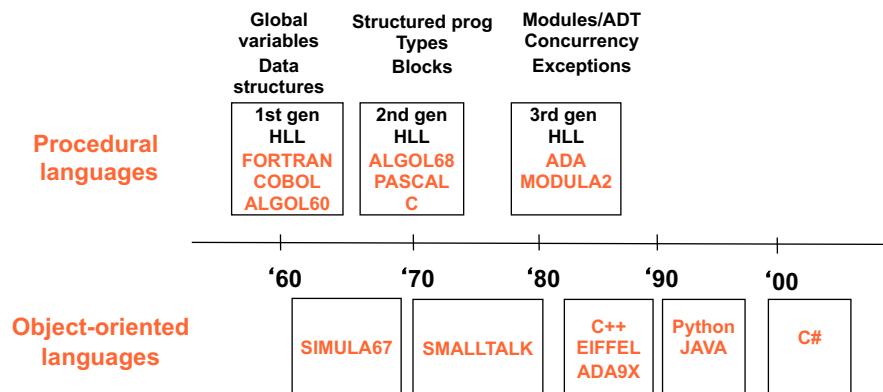 Global
variables
Data
structures
Structured prog
Types
Blocks
Modules/ADT
Concurrency
Exceptions
Procedural
languages
1st gen
HLL
FORTRAN
COBOL
ALGOL60
2nd gen
HLL
ALGOL68
PASCAL
C
3rd gen
HLL
ADA
MODULA2
‘60
‘70
‘80
‘90
‘00
Object-oriented
languages
SIMULA67
SMALLTALK
C++
EIFFEL
ADA9X
Python
JAVA
C#